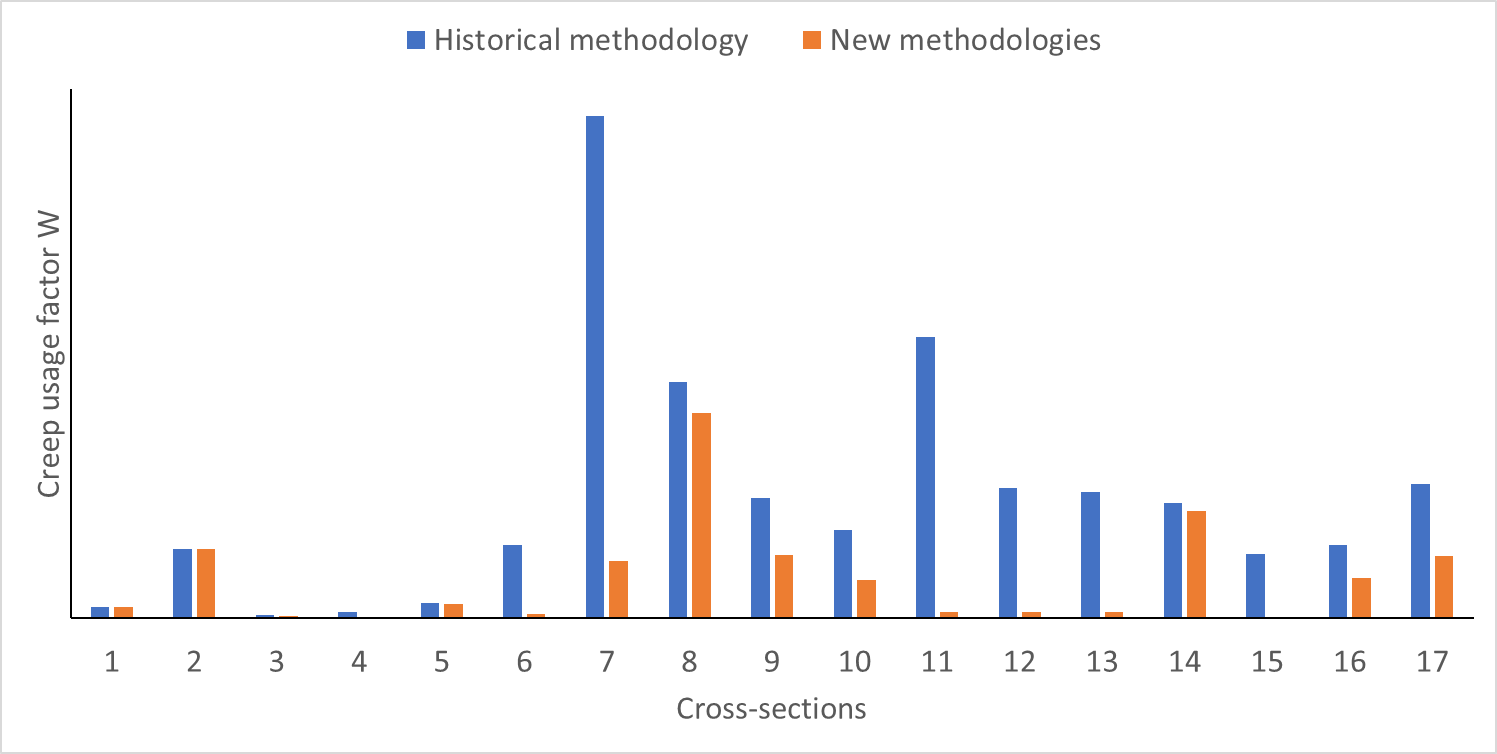 Historical methodology New methodologies
Creep usage factor W
1 2 3 4 5 6 7 8 9 10 11 12 13 14 15 16 17
Cross-sections